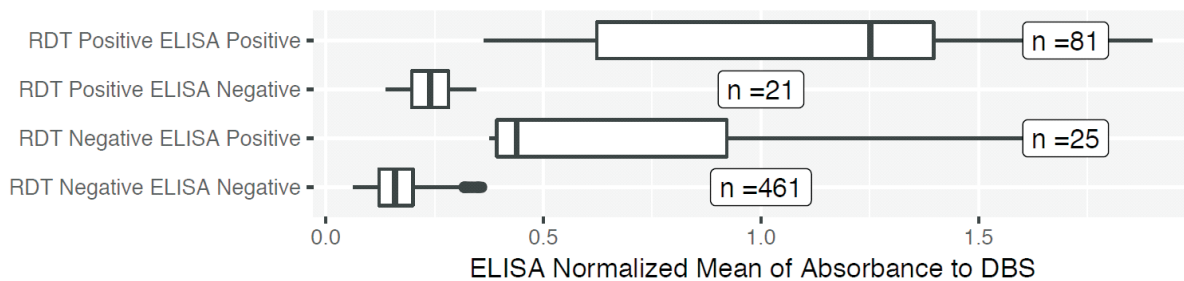 RDT Positive ELISA Positive
n =81
RDT Positive ELISA Negative
n =21
RDT Negative ELISA Positive
n =25
RDT Negative ELISA Negative
n =461
0.0 0.5 1.0 1.5
ELISA Normalized Mean of Absorbance to DBS